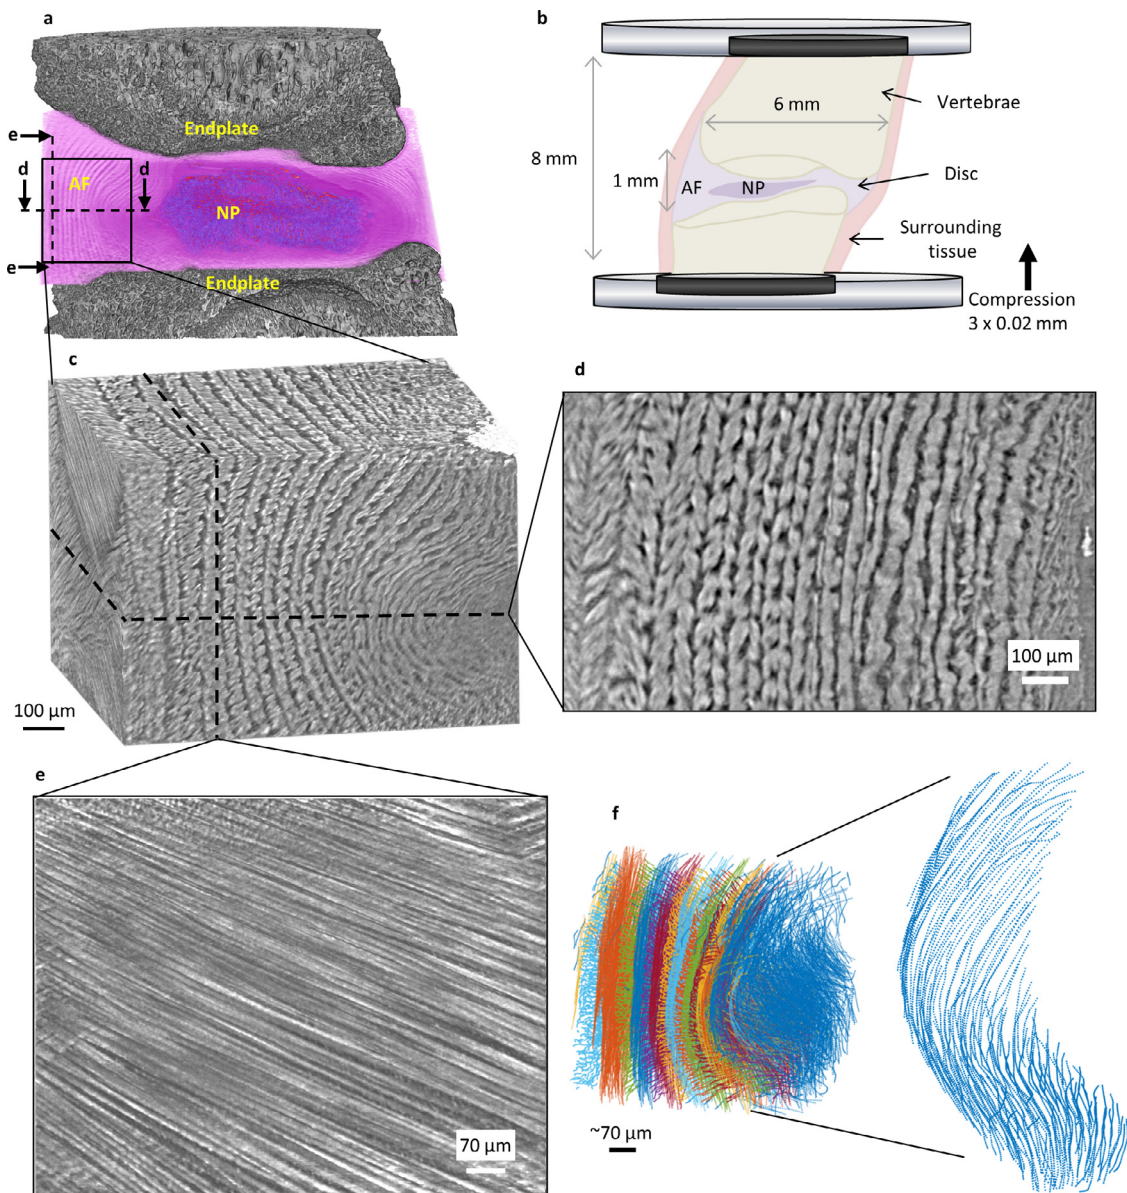 a
Endplate
e
d
d
AF
NP
e
Endplate
b
Vertebrae
6 mm
8 mm
1 mm
AF
NP
Disc
Surrounding
tissue
Compression
3 x 0.02 mm
c
100 µm
d
100 µm
e
70 µm
f
~70 µm